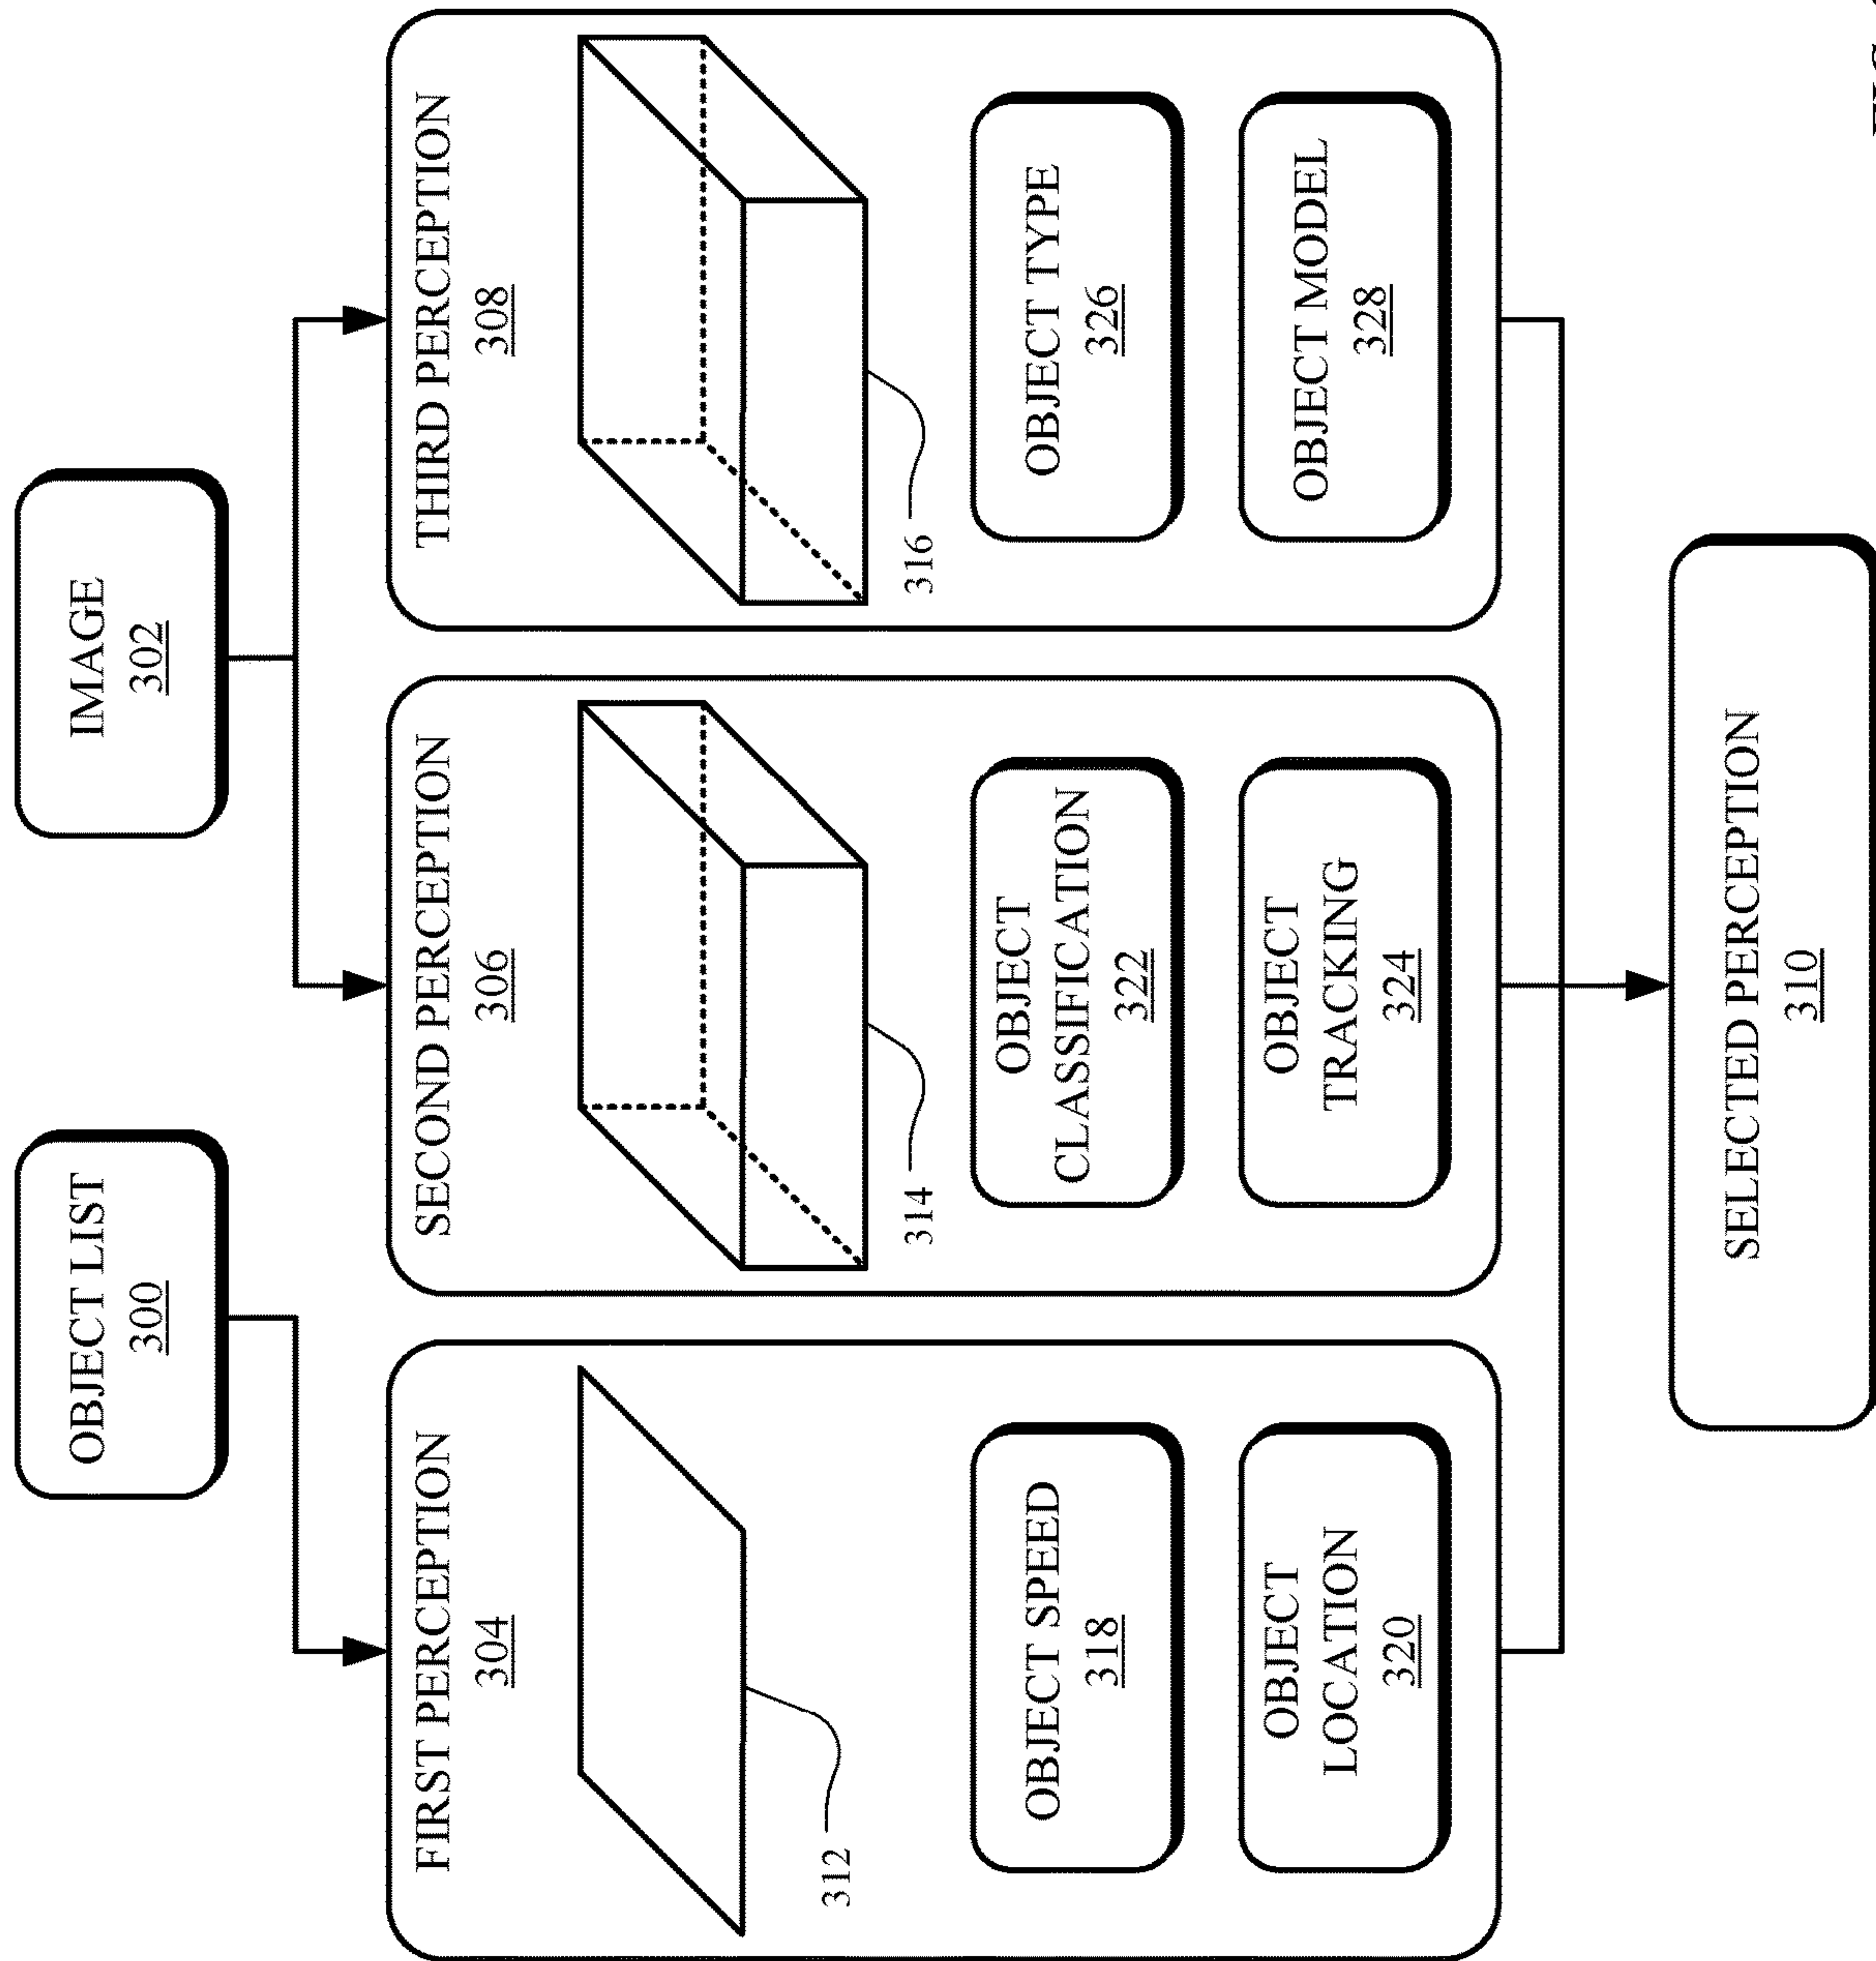 OBJECT LIST
300
IMAGE
302
FIRST PERCEPTION
304
312
OBJECT SPEED
318
OBJECT
LOCATION
320
SECOND PERCEPTION
306
314
OBJECT
CLASSIFICATION
322
OBJECT
TRACKING
324
THIRD PERCEPTION
308
316
OBJECT TYPE
326
OBJECT MODEL
328
SELECTED PERCEPTION
310